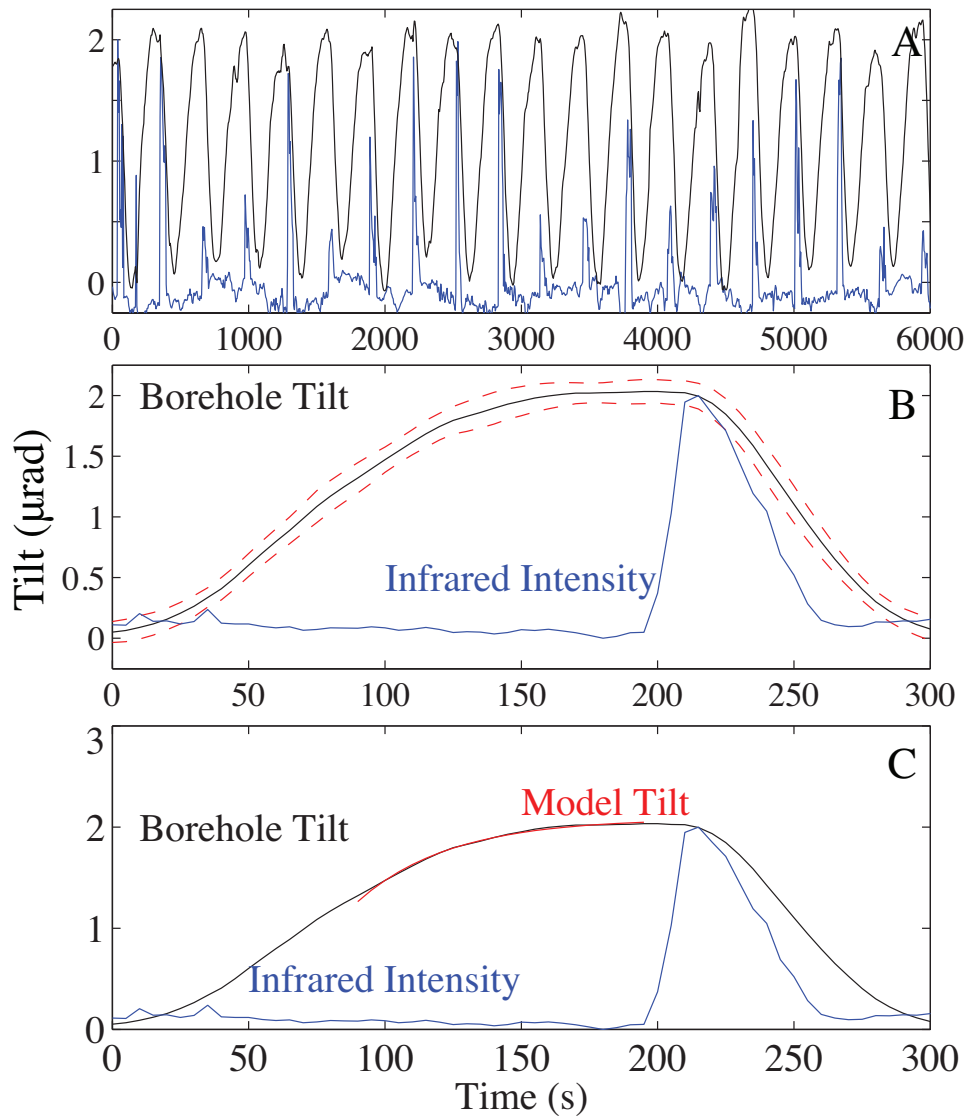 A
2
1
0
0 1000 2000 3000 4000 5000 6000
Borehole Tilt
B
2
1.5
1
0.5
0
Infrared Intensity
0 50 100 150 200 250 300
Tilt (μrad)
C
3
2
1
0
Model Tilt
Borehole Tilt
Infrared Intensity
0 50 100 150 200 250 300
Time (s)